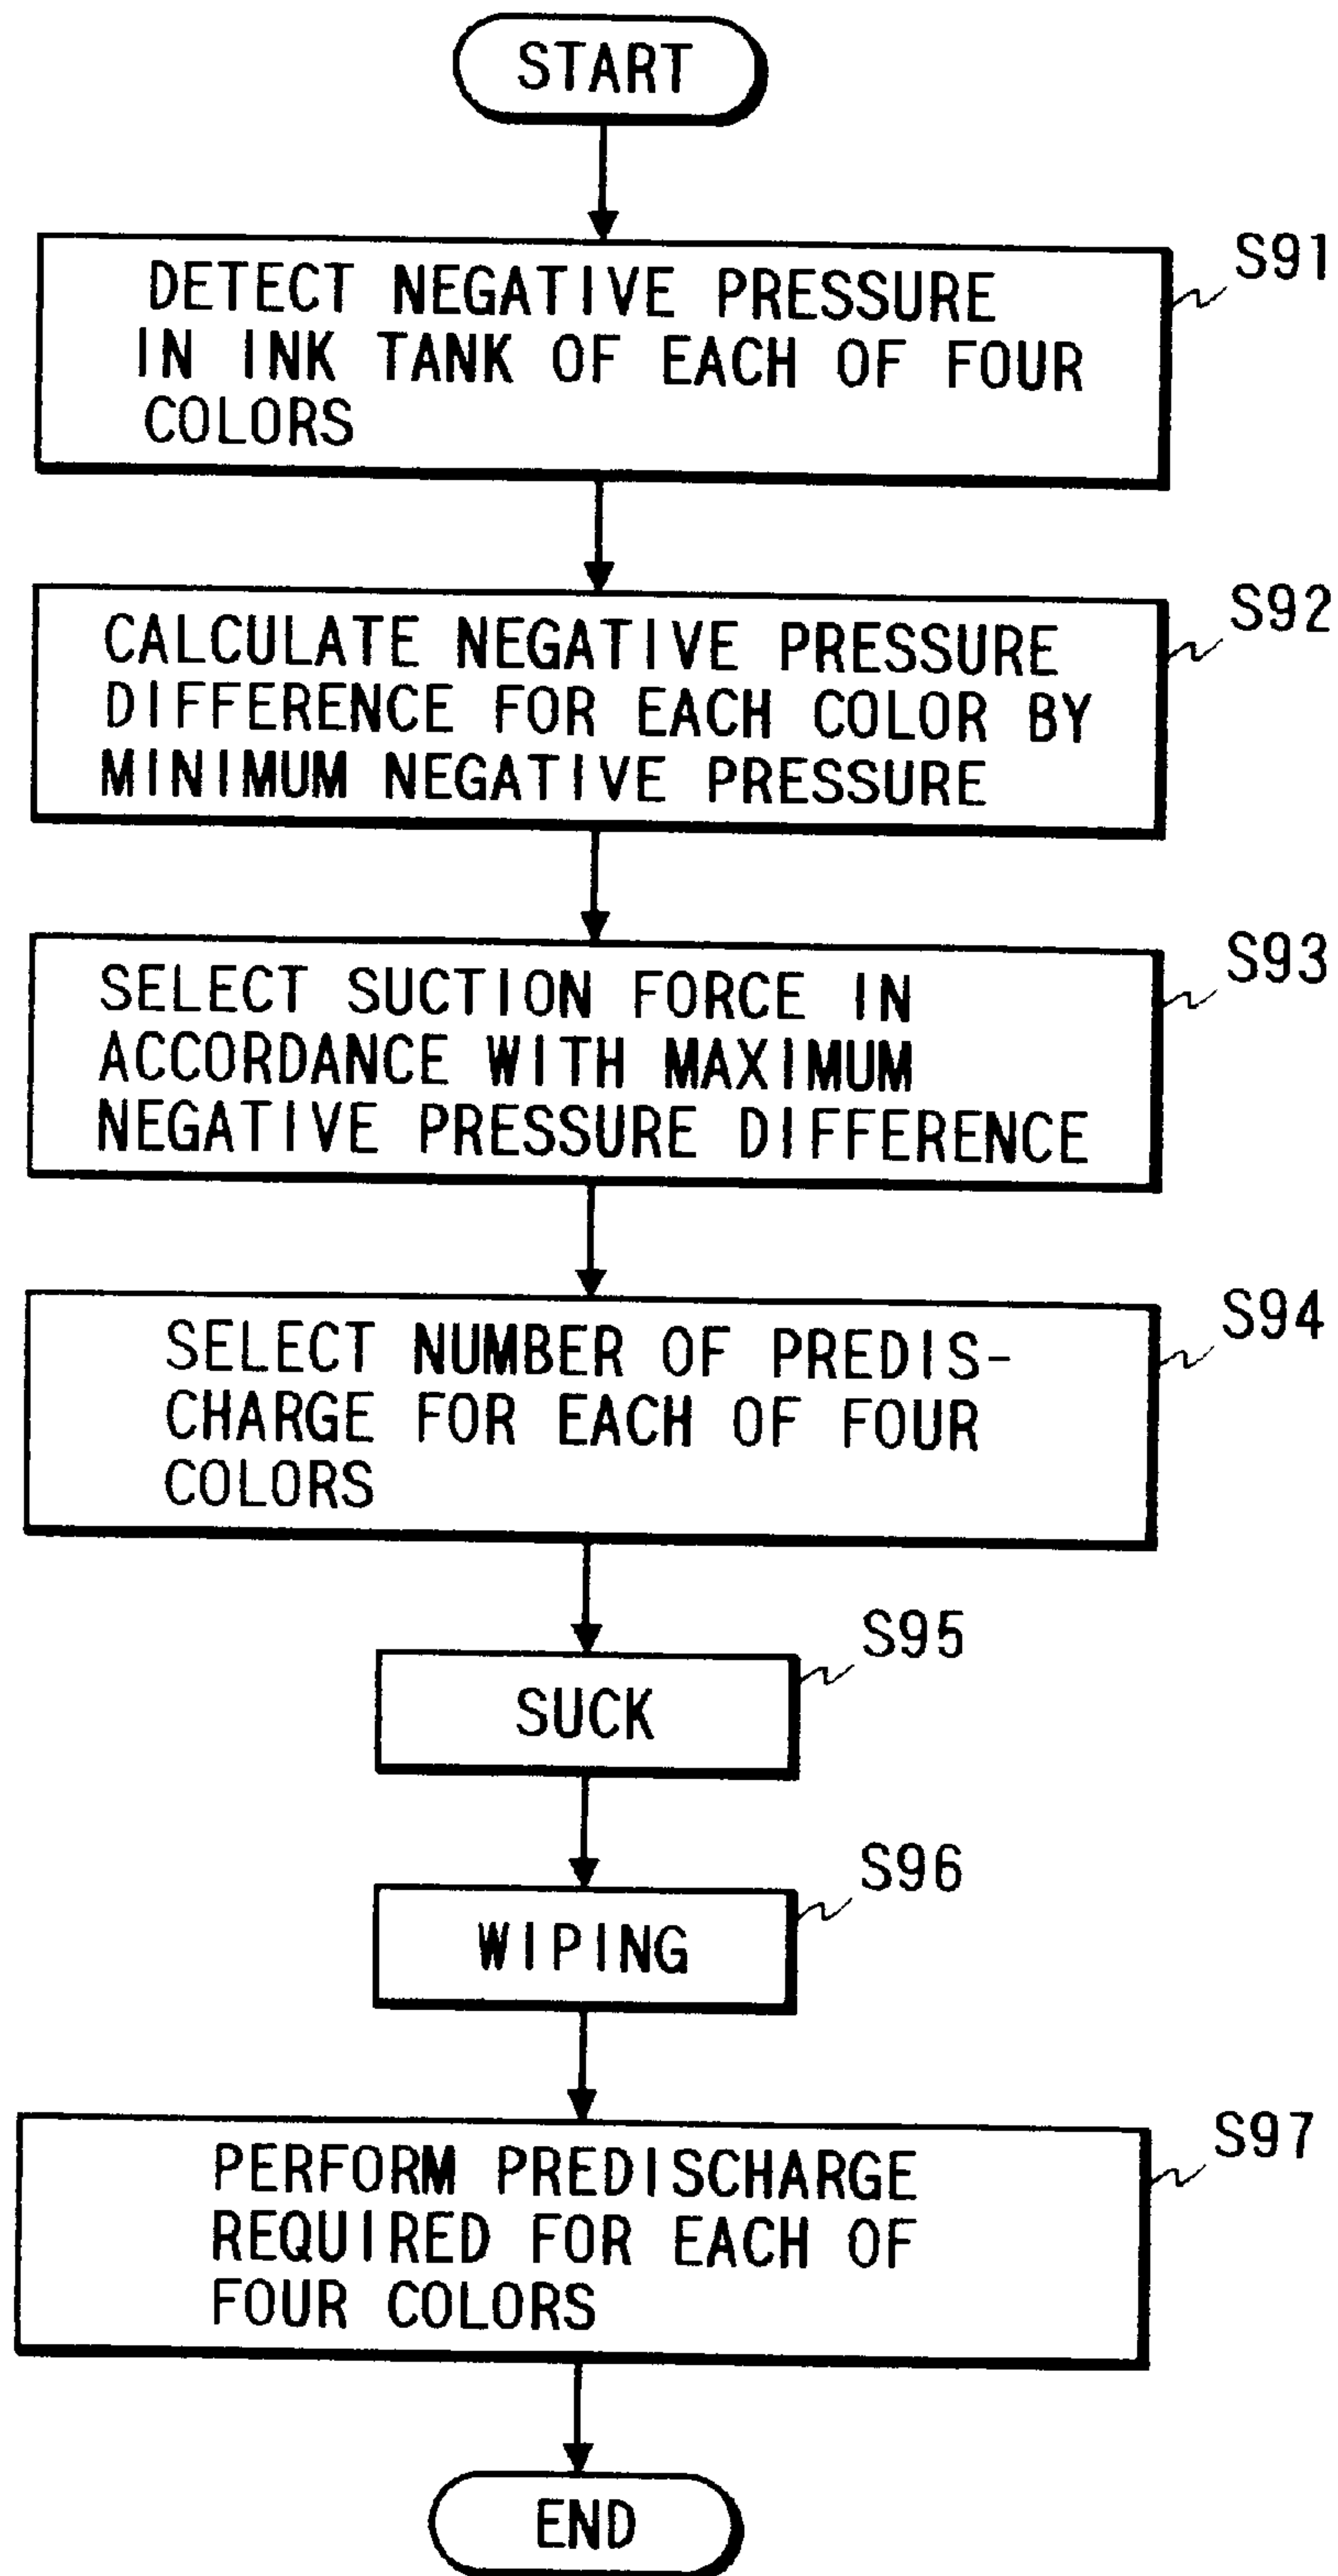 START
S91
DETECT NEGATIVE PRESSURE
IN INK TANK OF EACH OF FOUR
COLORS
S92
CALCULATE NEGATIVE PRESSURE
DIFFERENCE FOR EACH COLOR BY
MINIMUM NEGATIVE PRESSURE
S93
SELECT SUCTION FORCE IN
ACCORDANCE WITH MAXIMUM
NEGATIVE PRESSURE DIFFERENCE
S94
SELECT NUMBER OF PREDIS-
CHARGE FOR EACH OF FOUR
COLORS
S95
SUCK
S96
WIPING
S97
PERFORM PREDISCHARGE
REQUIRED FOR EACH OF
FOUR COLORS
END